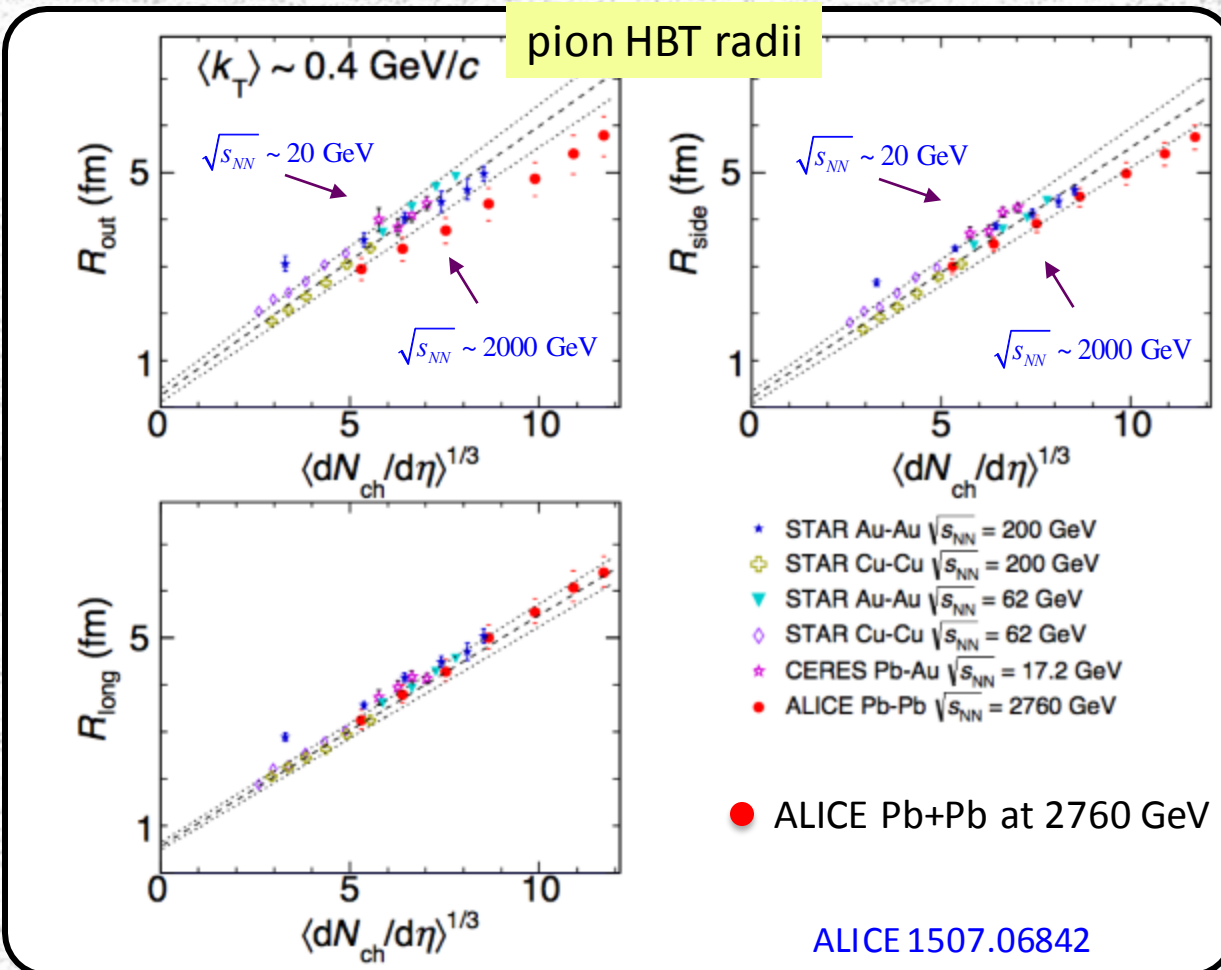 pion HBT radii
⟨k_T⟩ ~ 0.4 GeV/c
√s_NN ~ 20 GeV
√s_NN ~ 2000 GeV
R_out (fm)
5
1
0 5 10
⟨dN_ch/dη⟩^1/3
√s_NN ~ 20 GeV
√s_NN ~ 2000 GeV
R_side (fm)
5
1
0 5 10
⟨dN_ch/dη⟩^1/3
R_long (fm)
5
1
0 5 10
⟨dN_ch/dη⟩^1/3
STAR Au-Au √s_NN = 200 GeV
STAR Cu-Cu √s_NN = 200 GeV
STAR Au-Au √s_NN = 62 GeV
STAR Cu-Cu √s_NN = 62 GeV
CERES Pb-Au √s_NN = 17.2 GeV
ALICE Pb-Pb √s_NN = 2760 GeV
ALICE Pb+Pb at 2760 GeV
ALICE 1507.06842